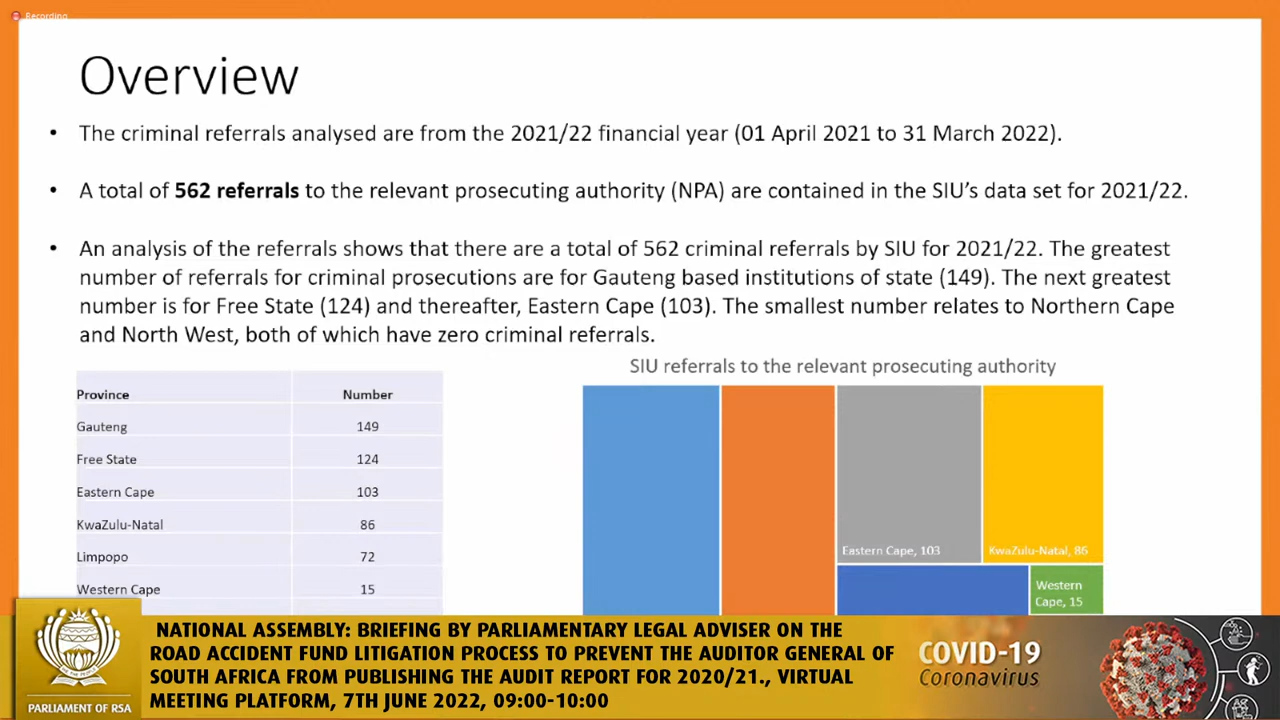 Recording
Overview
• The criminal referrals analysed are from the 2021/22 financial year (01 April 2021 to 31 March 2022).
• A total of 562 referrals to the relevant prosecuting authority (NPA) are contained in the SIU's data set for 2021/22.
• An analysis of the referrals shows that there are a total of 562 criminal referrals by SIU for 2021/22. The greatest
number of referrals for criminal prosecutions are for Gauteng based institutions of state (149). The next greatest
number is for Free State (124) and thereafter, Eastern Cape (103). The smallest number relates to Northern Cape
and North West, both of which have zero criminal referrals.
Province Number
Gauteng 149
Free State 124
Eastern Cape 103
KwaZulu-Natal 86
Limpopo 72
Western Cape 15
SIU referrals to the relevant prosecuting authority
Eastern Cape, 103
KwaZulu-Natal, 86
Western
Cape, 15
PARLIAMENT OF RSA
NATIONAL ASSEMBLY: BRIEFING BY PARLIAMENTARY LEGAL ADVISER ON THE
ROAD ACCIDENT FUND LITIGATION PROCESS TO PREVENT THE AUDITOR GENERAL OF
SOUTH AFRICA FROM PUBLISHING THE AUDIT REPORT FOR 2020/21., VIRTUAL
MEETING PLATFORM, 7TH JUNE 2022, 09:00-10:00
COVID-19
Coronavirus